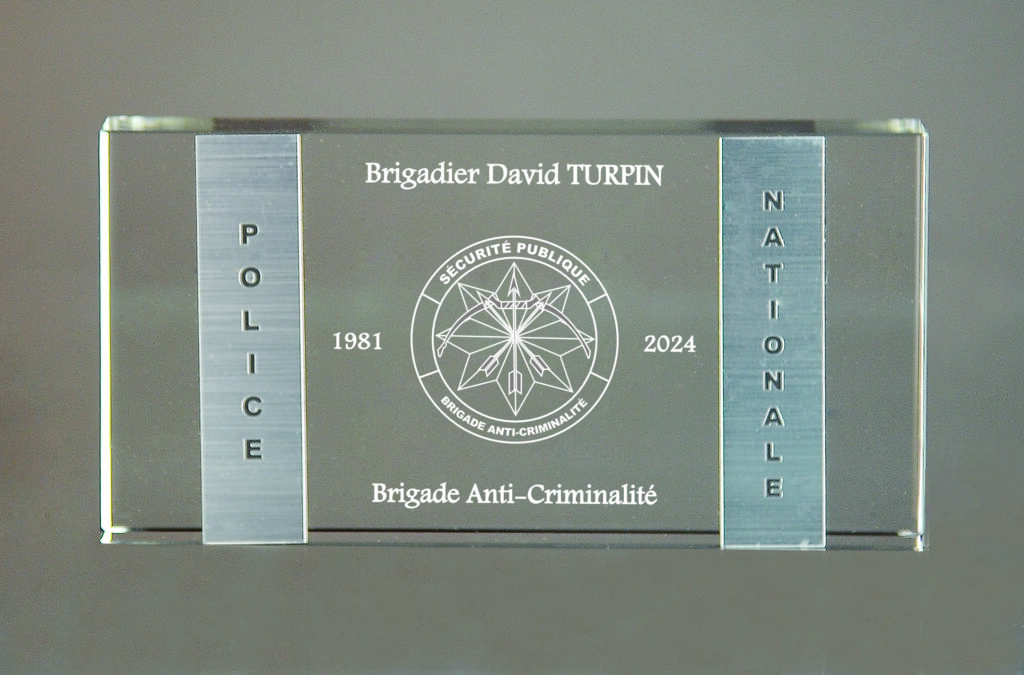 Brigadier David TURPIN
POLICE
SÉCURITÉ PUBLIQUE
1981
2024
BRIGADE ANTI-CRIMINALITÉ
Brigade Anti-Criminalité
NATIONALE